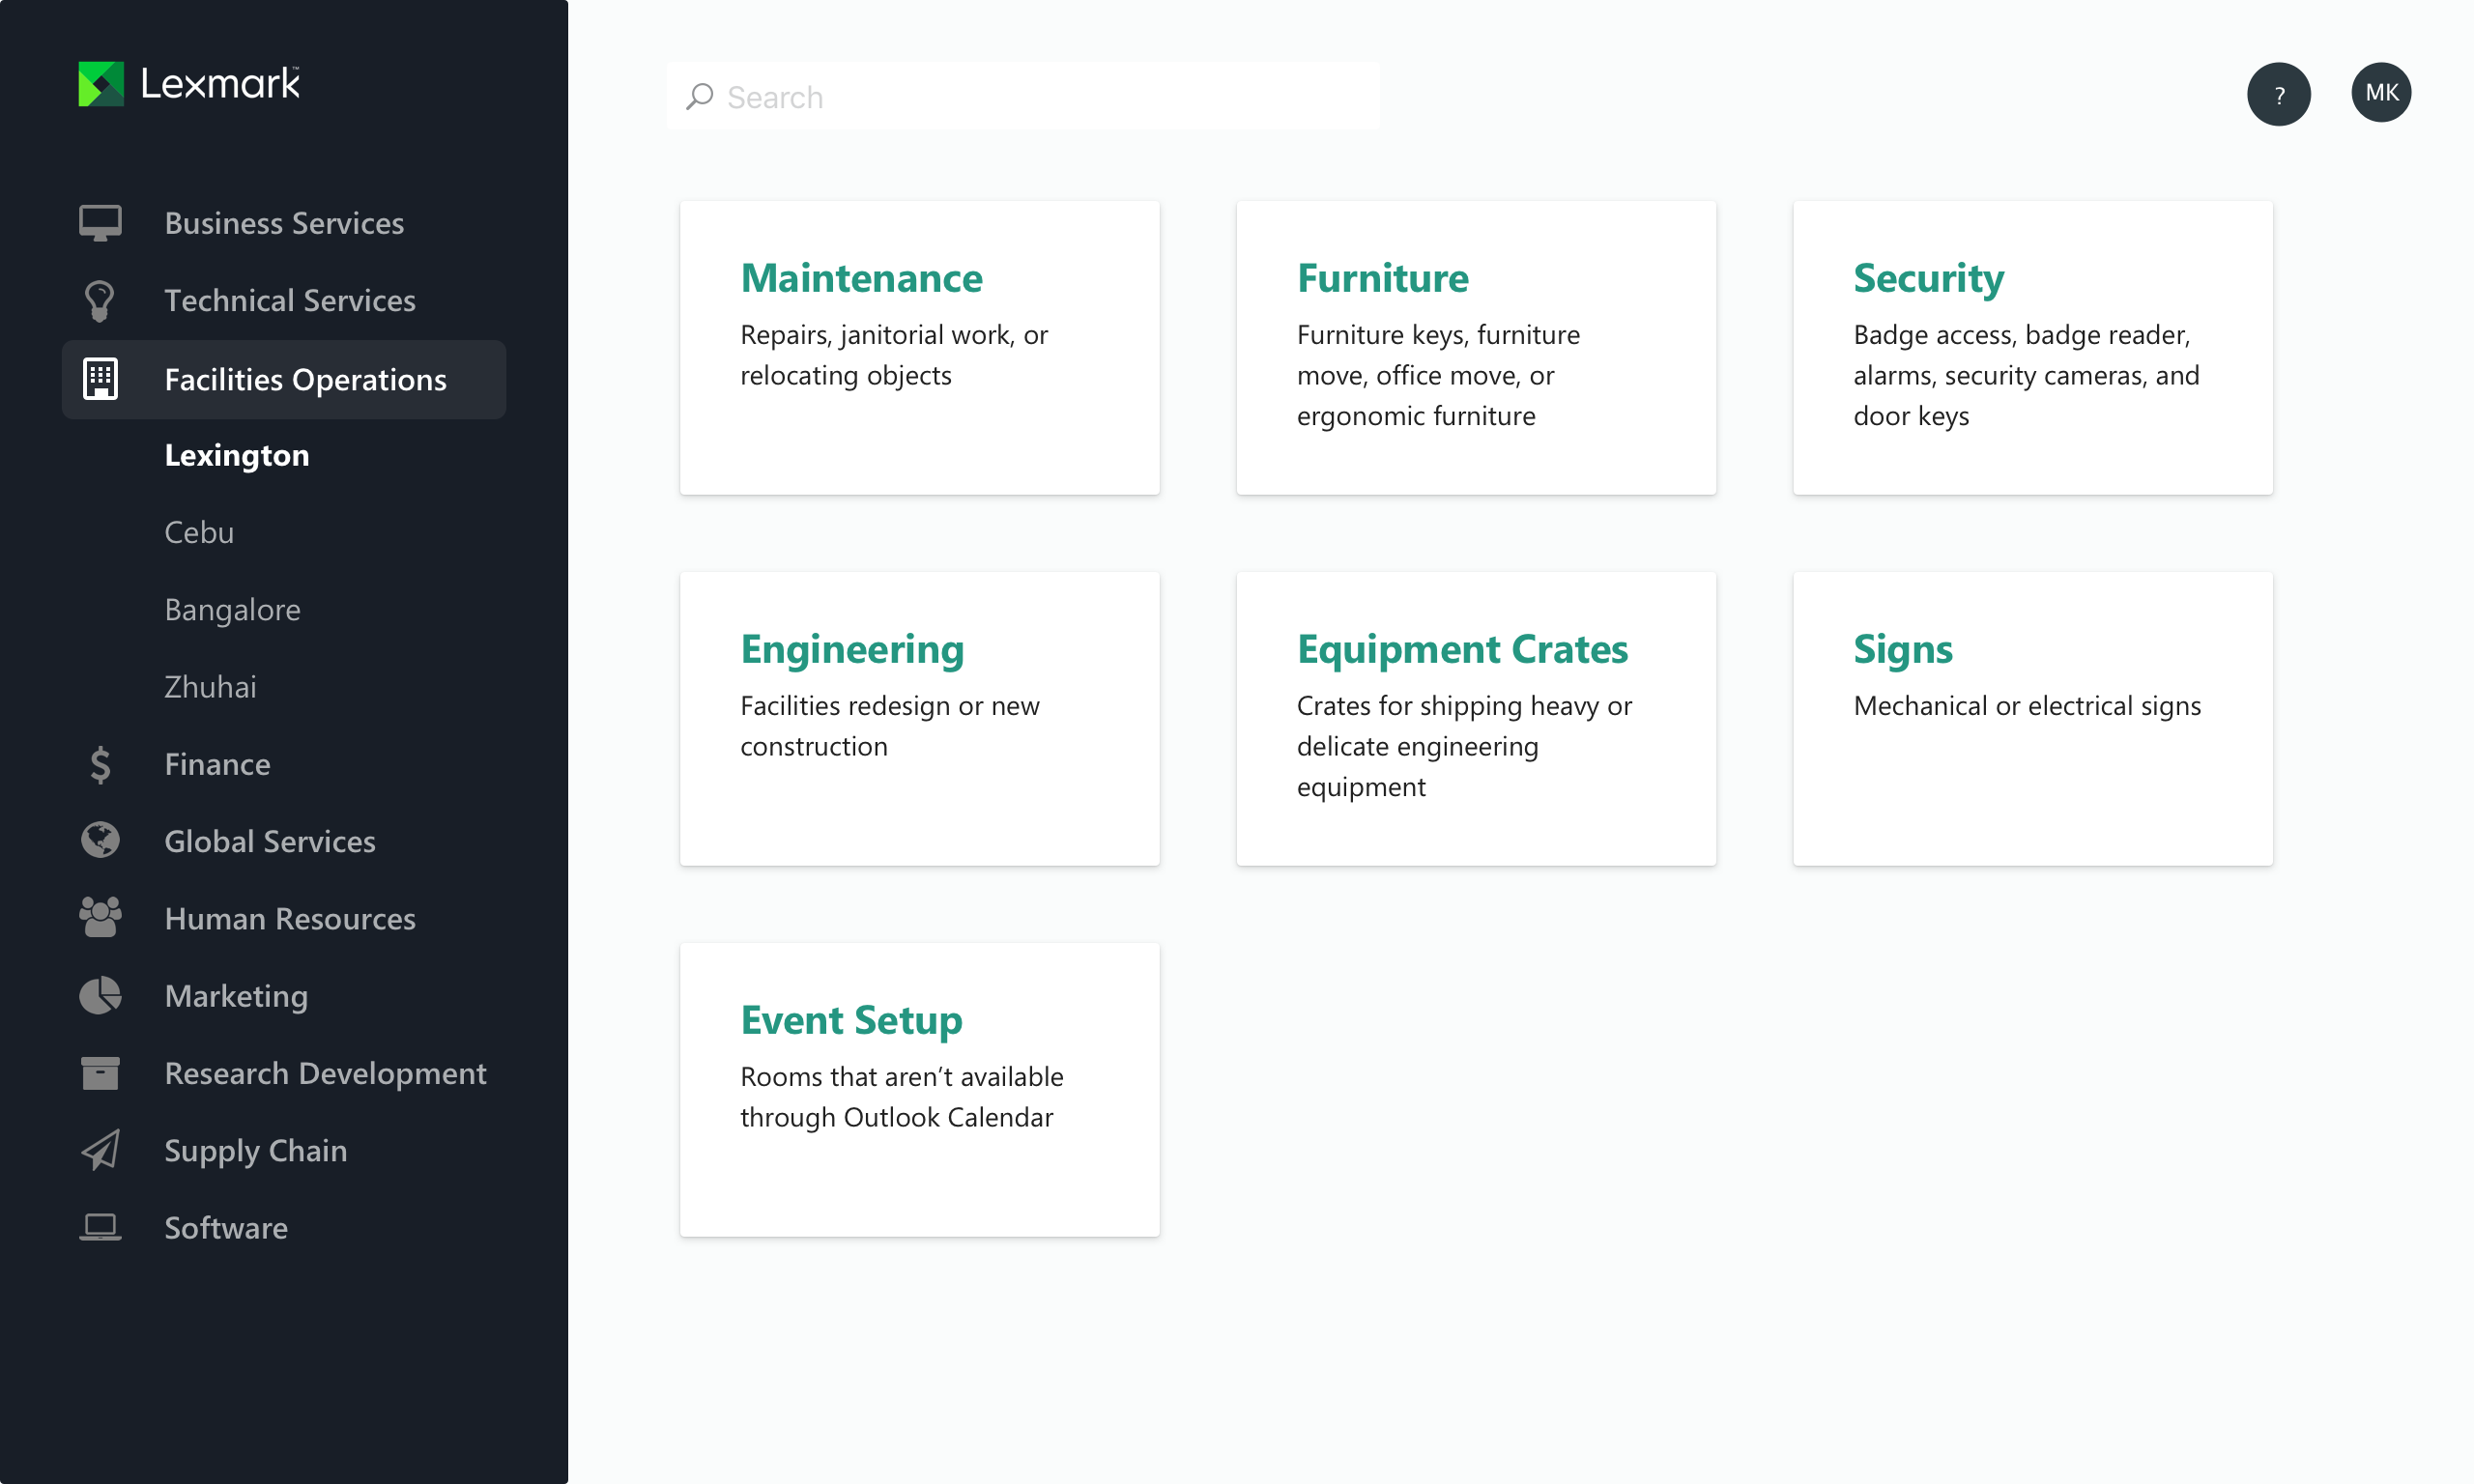 Lexmark™
Business Services
Technical Services
Facilities Operations
Lexington
Cebu
Bangalore
Zhuhai
Finance
Global Services
Human Resources
Marketing
Research Development
Supply Chain
Software
Search
?
MK
Maintenance
Repairs, janitorial work, or
relocating objects
Furniture
Furniture keys, furniture
move, office move, or
ergonomic furniture
Security
Badge access, badge reader,
alarms, security cameras, and
door keys
Engineering
Facilities redesign or new
construction
Equipment Crates
Crates for shipping heavy or
delicate engineering
equipment
Signs
Mechanical or electrical signs
Event Setup
Rooms that aren’t available
through Outlook Calendar